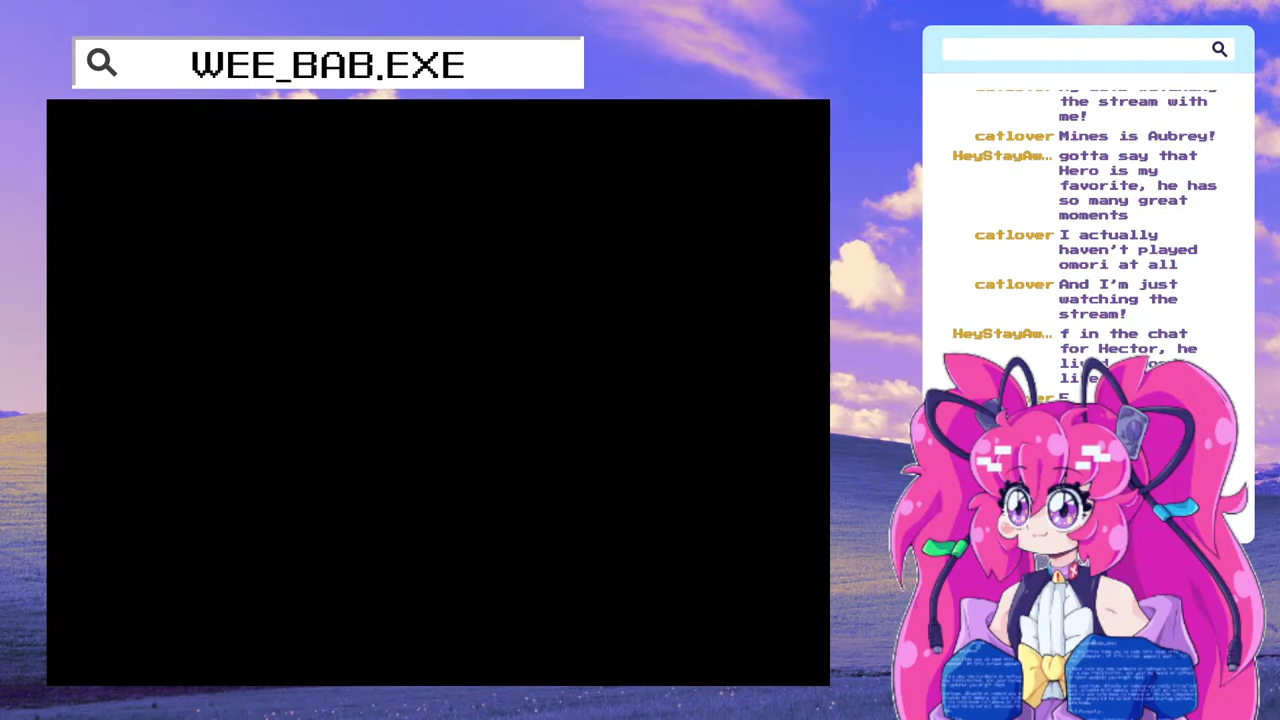 WEE_BAB.EXE
the stream with
me!
catlover Mines is Aubrey!
HeyStayAw… gotta say that
Hero is my
favorite, he has
so many great
moments
catlover I actually
haven't played
omori at all
catlover And I'm just
watching the
stream!
HeyStayAw… f in the chat
for Hector, he